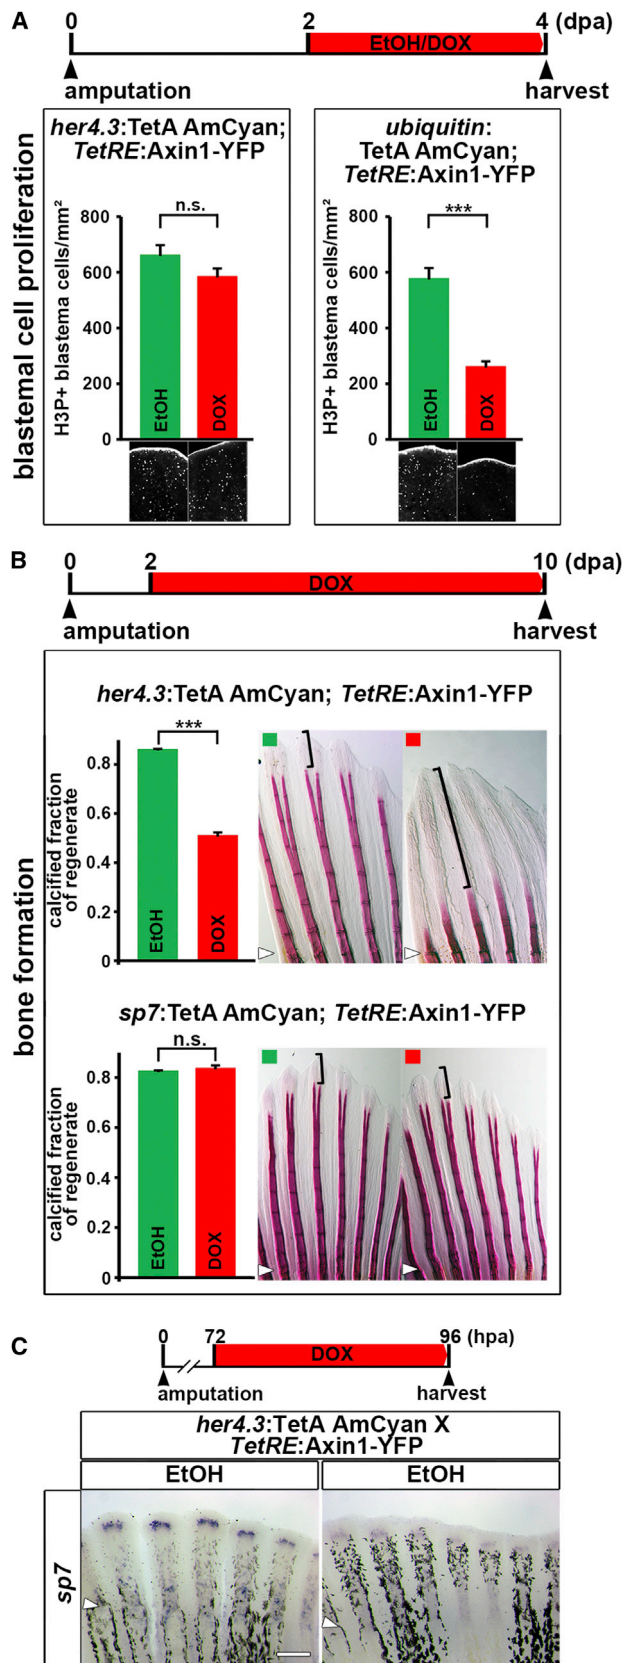 A
0 2 4 (dpa)
EtOH/DOX
amputation harvest
blastemal cell proliferation
her4.3:TetA AmCyan;
TetRE:Axin1-YFP
n.s.
H3P+ blastema cells/mm²
800
600
400
200
0
EtOH
DOX
ubiquitin:
TetA AmCyan;
TetRE:Axin1-YFP
***
H3P+ blastema cells/mm²
800
600
400
200
0
EtOH
DOX
B
0 2 10 (dpa)
DOX
amputation harvest
bone formation
her4.3:TetA AmCyan; TetRE:Axin1-YFP
***
calcified fraction
of regenerate
0.8
0.6
0.4
0.2
0
EtOH
DOX
sp7:TetA AmCyan; TetRE:Axin1-YFP
n.s.
calcified fraction
of regenerate
0.8
0.6
0.4
0.2
0
EtOH
DOX
C
0 72 96 (hpa)
DOX
amputation harvest
her4.3:TetA AmCyan X
TetRE:Axin1-YFP
EtOH EtOH
sp7